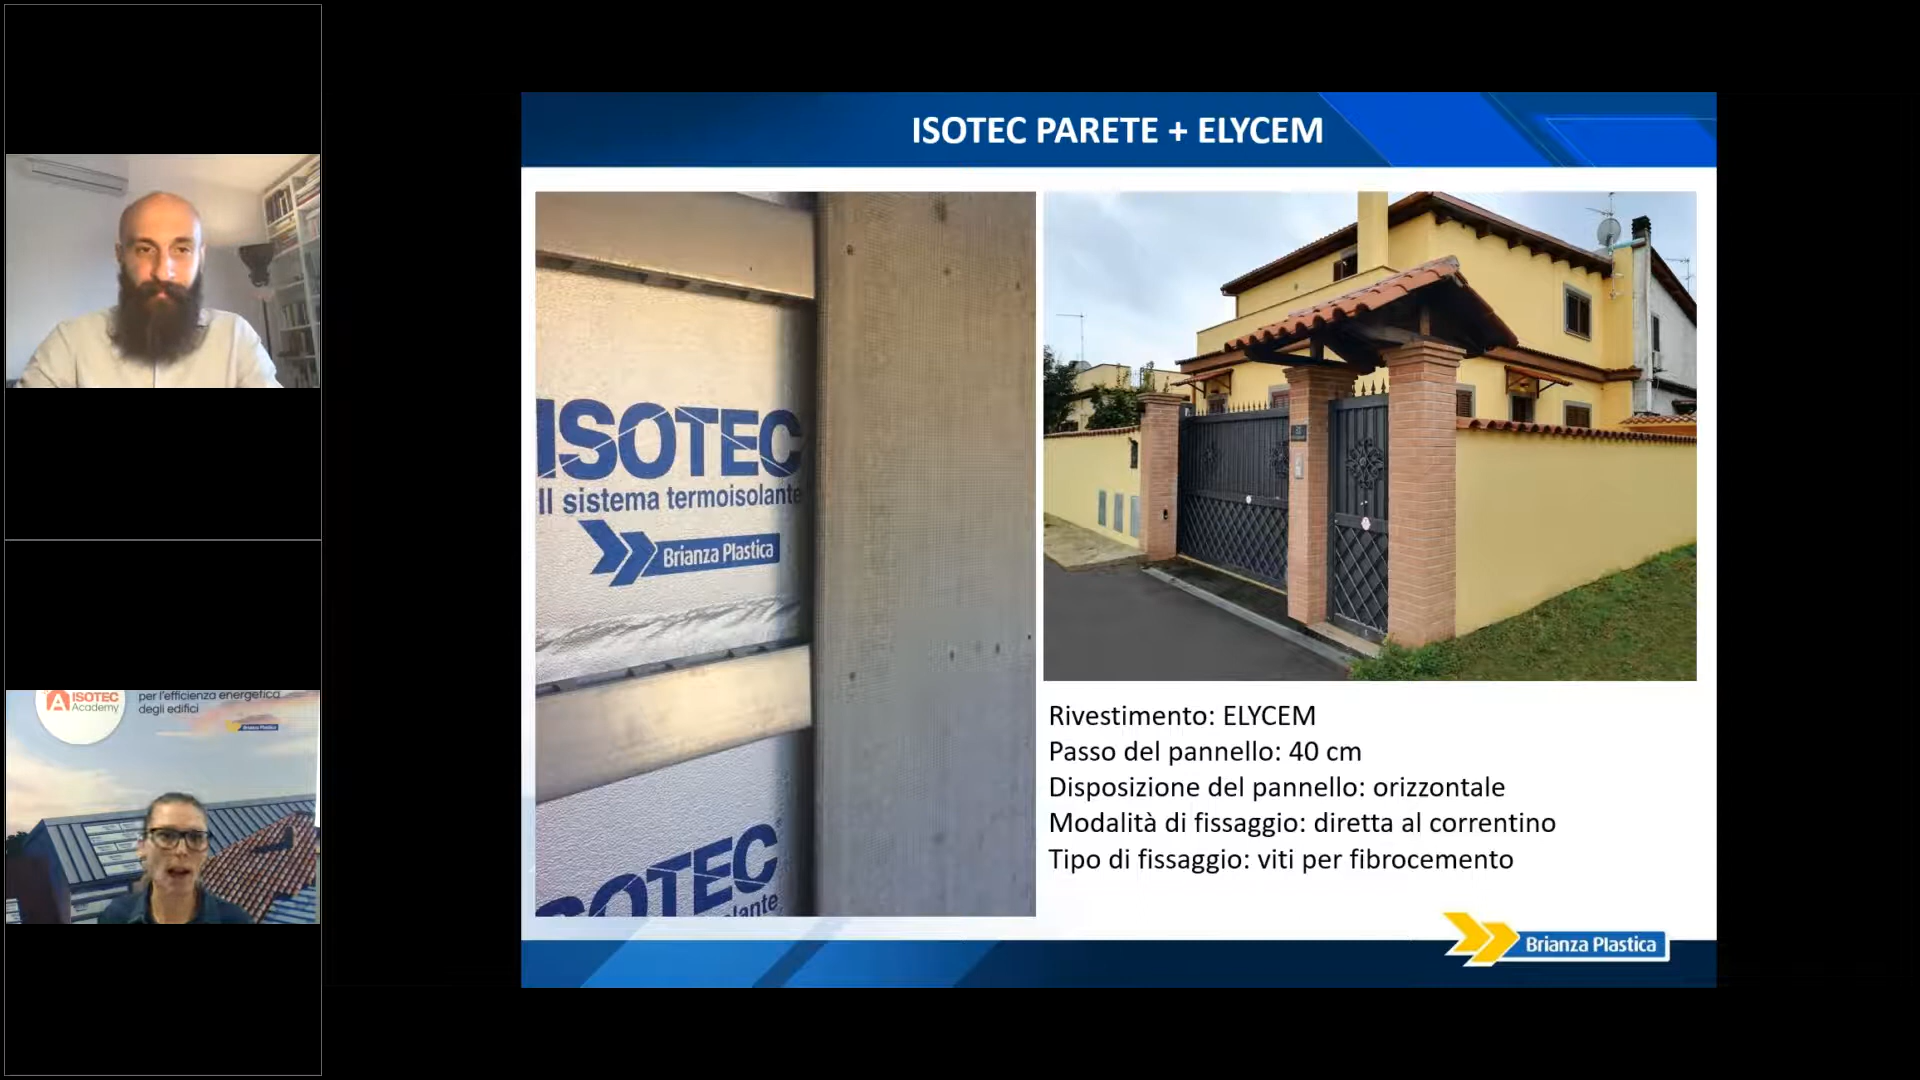 ISOTEC PARETE + ELYCEM
ISOTEC
Il sistema termoisolante
Brianza Plastica
ISOTEC
Rivestimento: ELYCEM
Passo del pannello: 40 cm
Disposizione del pannello: orizzontale
Modalità di fissaggio: diretta al correntino
Tipo di fissaggio: viti per fibrocemento
Brianza Plastica
A ISOTEC
Academy
per l'efficienza energetica
degli edifici
Brianza Plastica